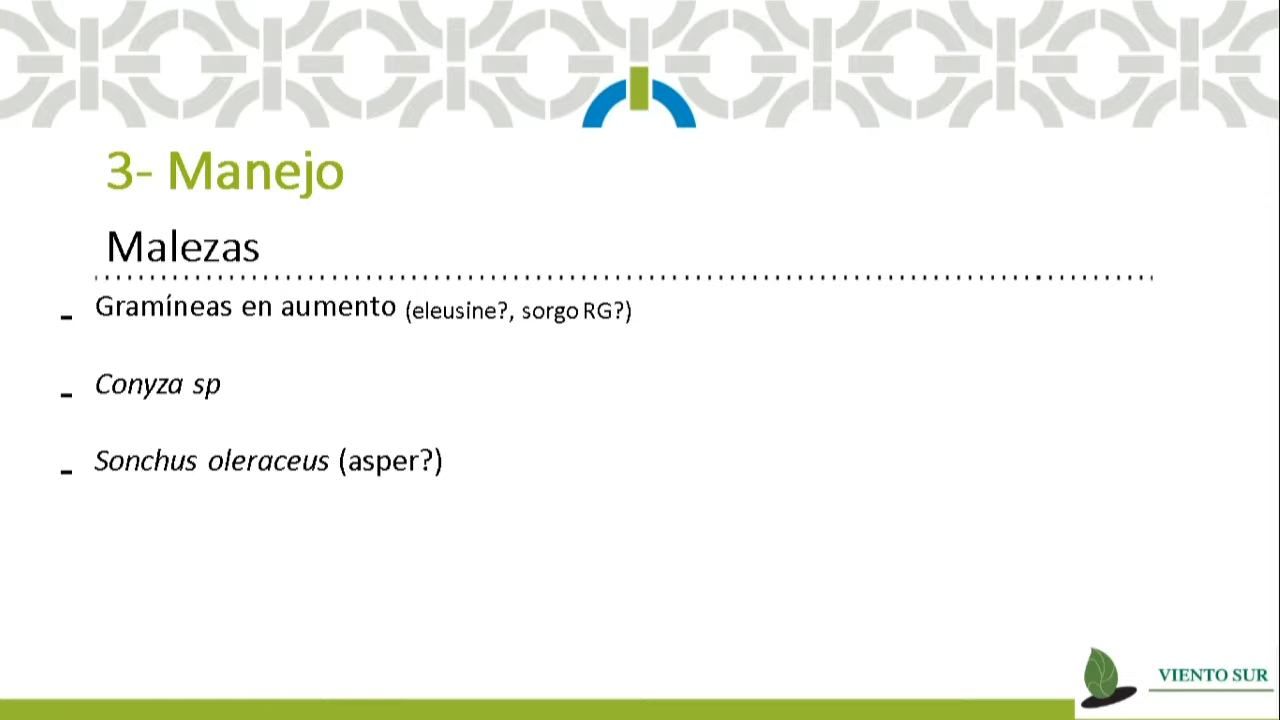 3- Manejo
Malezas
- Gramíneas en aumento (eleusine?, sorgo RG?)
- Conyza sp
- Sonchus oleraceus (asper?)
VIENTO SUR